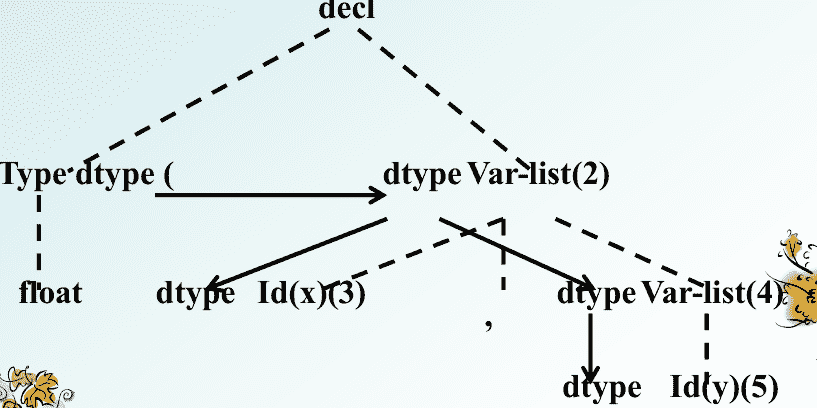 decl
Type dtype ( dtype Var-list(2)
float dtype Id(x)(3) dtype Var-list(4)
,
dtype Id(y)(5)